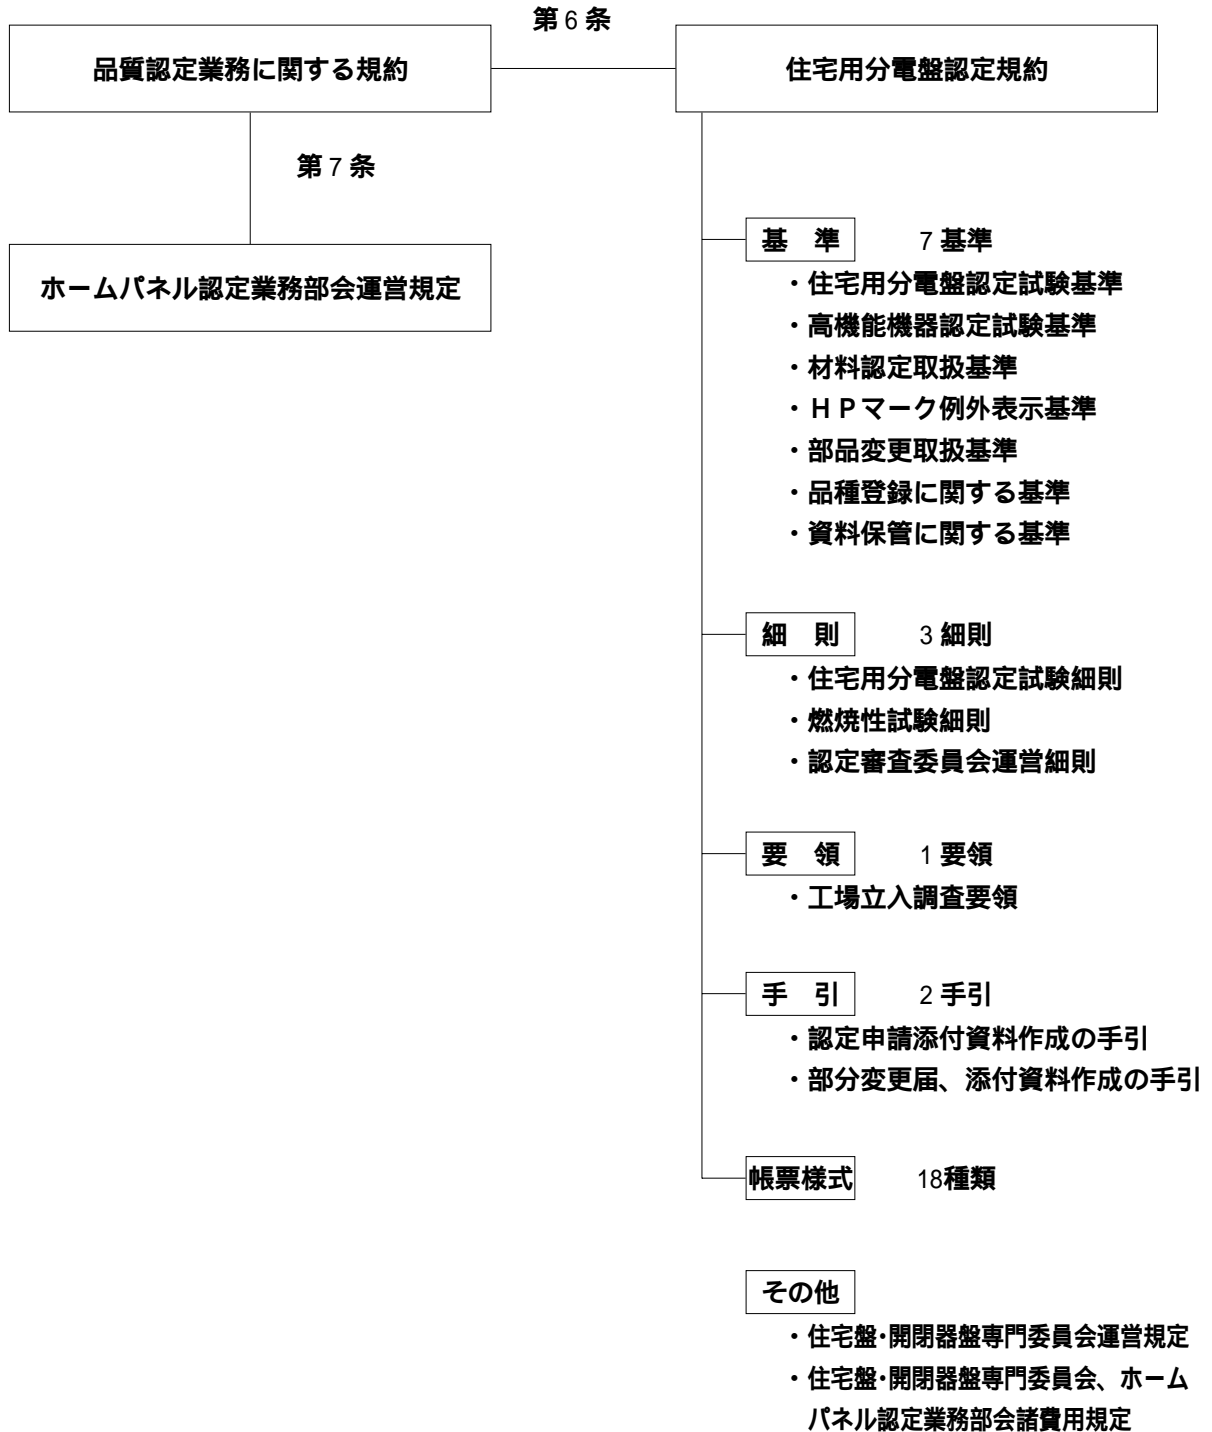 第6条
品質認定業務に関する規約
住宅用分電盤認定規約
第7条
ホームパネル認定業務部会運営規定
基　準　7基準
・住宅用分電盤認定試験基準
・高機能機器認定試験基準
・材料認定取扱基準
・ＨＰマーク例外表示基準
・部品変更取扱基準
・品種登録に関する基準
・資料保管に関する基準
細　則　3細則
・住宅用分電盤認定試験細則
・燃焼性試験細則
・認定審査委員会運営細則
要　領　1要領
・工場立入調査要領
手　引　2手引
・認定申請添付資料作成の手引
・部分変更届、添付資料作成の手引
帳票様式　18種類
その他
・住宅盤･開閉器盤専門委員会運営規定
・住宅盤･開閉器盤専門委員会、ホーム
パネル認定業務部会諸費用規定